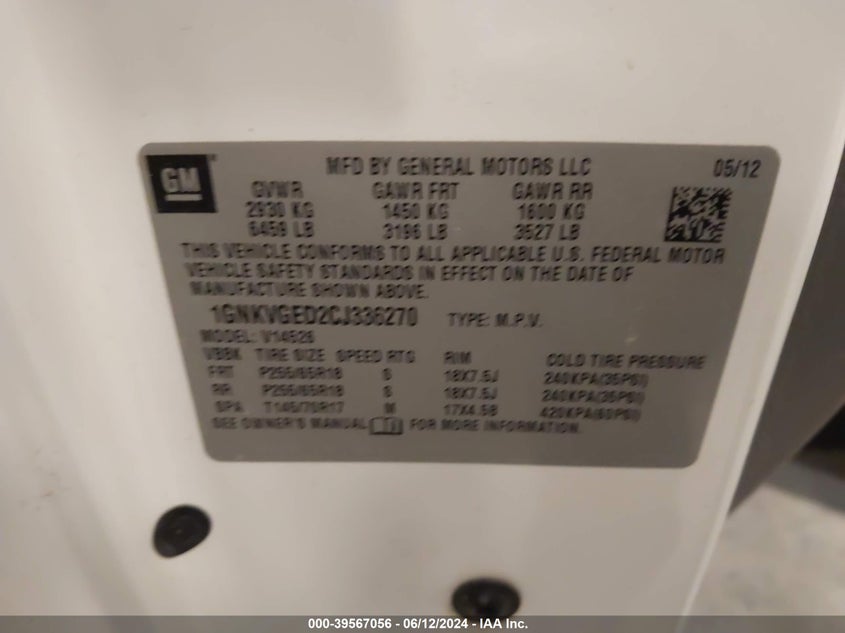 GM
MFD BY GENERAL MOTORS LLC 05/12
GVWR GAWR FRT GAWR RR
2930 KG 1450 KG 1600 KG
6459 LB 3196 LB 3527 LB
THIS VEHICLE CONFORMS TO ALL APPLICABLE U.S. FEDERAL MOTOR
VEHICLE SAFETY STANDARDS IN EFFECT ON THE DATE OF
MANUFACTURE SHOWN ABOVE.
1GNKVGED2CJ336270 TYPE: M.P.V.
MODEL: V14526
VBBK TIRE SIZE SPEED RTG RIM COLD TIRE PRESSURE
FRT P255/65R18 S 18X7.5J 240KPA(35PSI)
RR P255/65R18 S 18X7.5J 240KPA(35PSI)
SPA T145/70R17 M 17X4.5B 420KPA(60PSI)
SEE OWNER'S MANUAL FOR MORE INFORMATION.
000-39567056 - 06/12/2024 - IAA Inc.